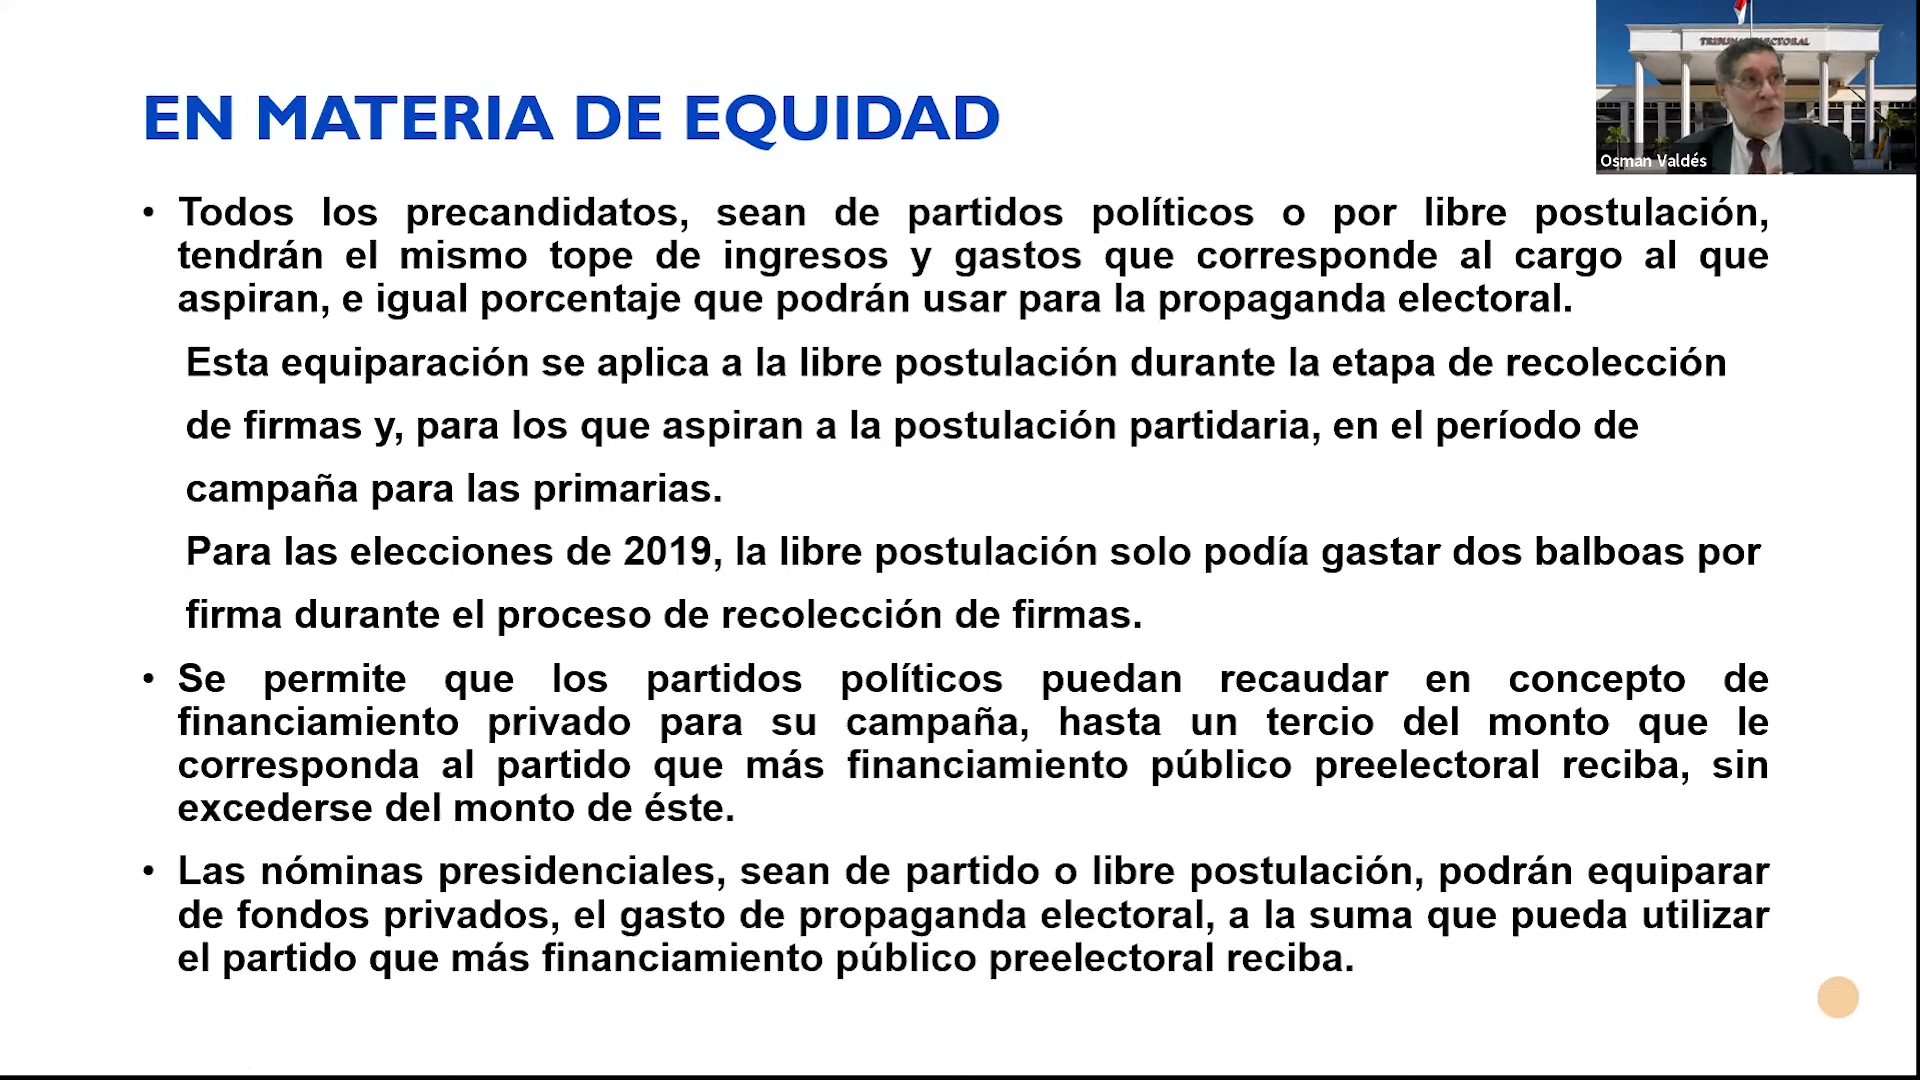 TRIBUNAL ELECTORAL
Osman Valdés
EN MATERIA DE EQUIDAD
• Todos los precandidatos, sean de partidos políticos o por libre postulación,
tendrán el mismo tope de ingresos y gastos que corresponde al cargo al que
aspiran, e igual porcentaje que podrán usar para la propaganda electoral.
Esta equiparación se aplica a la libre postulación durante la etapa de recolección
de firmas y, para los que aspiran a la postulación partidaria, en el período de
campaña para las primarias.
Para las elecciones de 2019, la libre postulación solo podía gastar dos balboas por
firma durante el proceso de recolección de firmas.
• Se permite que los partidos políticos puedan recaudar en concepto de
financiamiento privado para su campaña, hasta un tercio del monto que le
corresponda al partido que más financiamiento público preelectoral reciba, sin
excederse del monto de éste.
• Las nóminas presidenciales, sean de partido o libre postulación, podrán equiparar
de fondos privados, el gasto de propaganda electoral, a la suma que pueda utilizar
el partido que más financiamiento público preelectoral reciba.